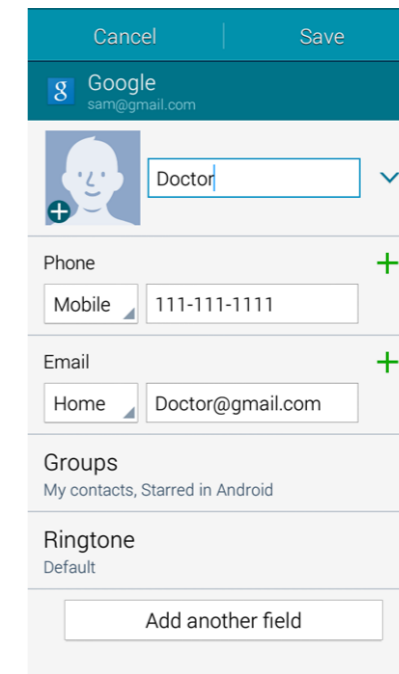 Cancel Save
8 Google
sam@gmail.com
Doctor
Phone
Mobile 111-111-1111
Email
Home Doctor@gmail.com
Groups
My contacts, Starred in Android
Ringtone
Default
Add another field